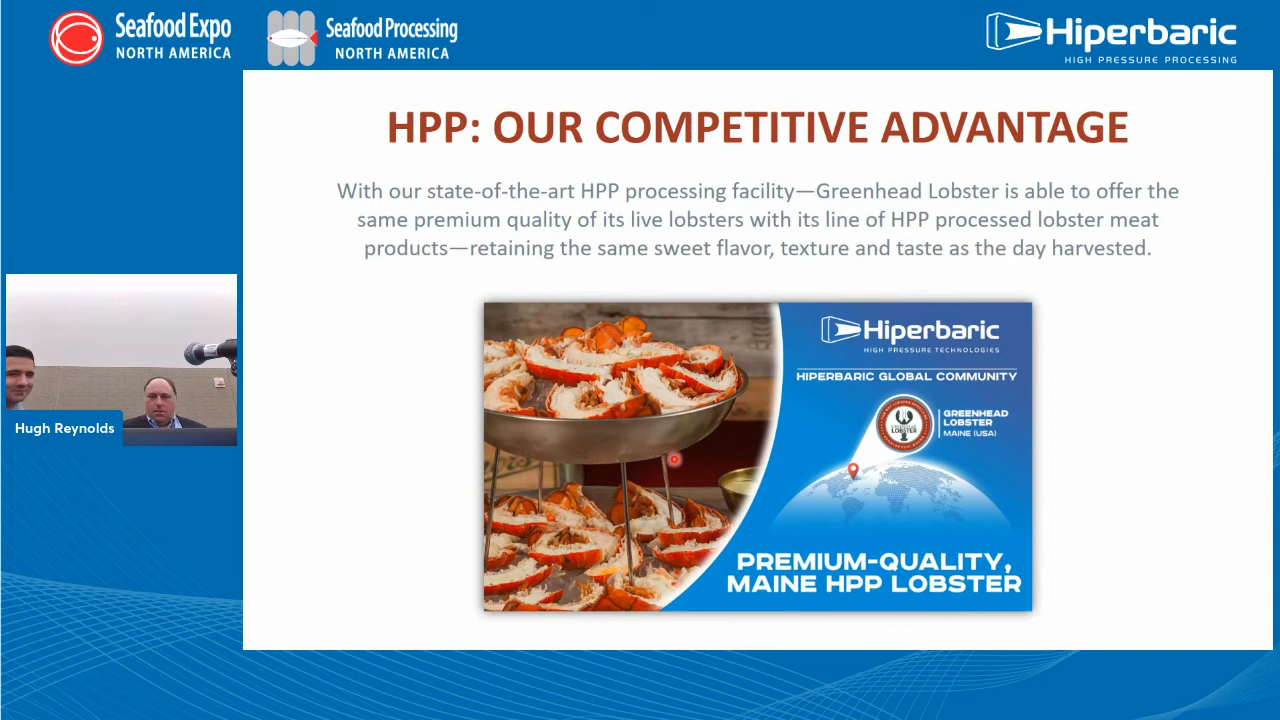 Seafood Expo
NORTH AMERICA
Seafood Processing
NORTH AMERICA
Hiperbaric
HIGH PRESSURE PROCESSING
HPP: OUR COMPETITIVE ADVANTAGE
With our state-of-the-art HPP processing facility—Greenhead Lobster is able to offer the
same premium quality of its live lobsters with its line of HPP processed lobster meat
products—retaining the same sweet flavor, texture and taste as the day harvested.
Hugh Reynolds
Hiperbaric
HIGH PRESSURE TECHNOLOGIES
HIPERBARIC GLOBAL COMMUNITY
LOBSTER
GREENHEAD
LOBSTER
MAINE (USA)
PREMIUM-QUALITY,
MAINE HPP LOBSTER